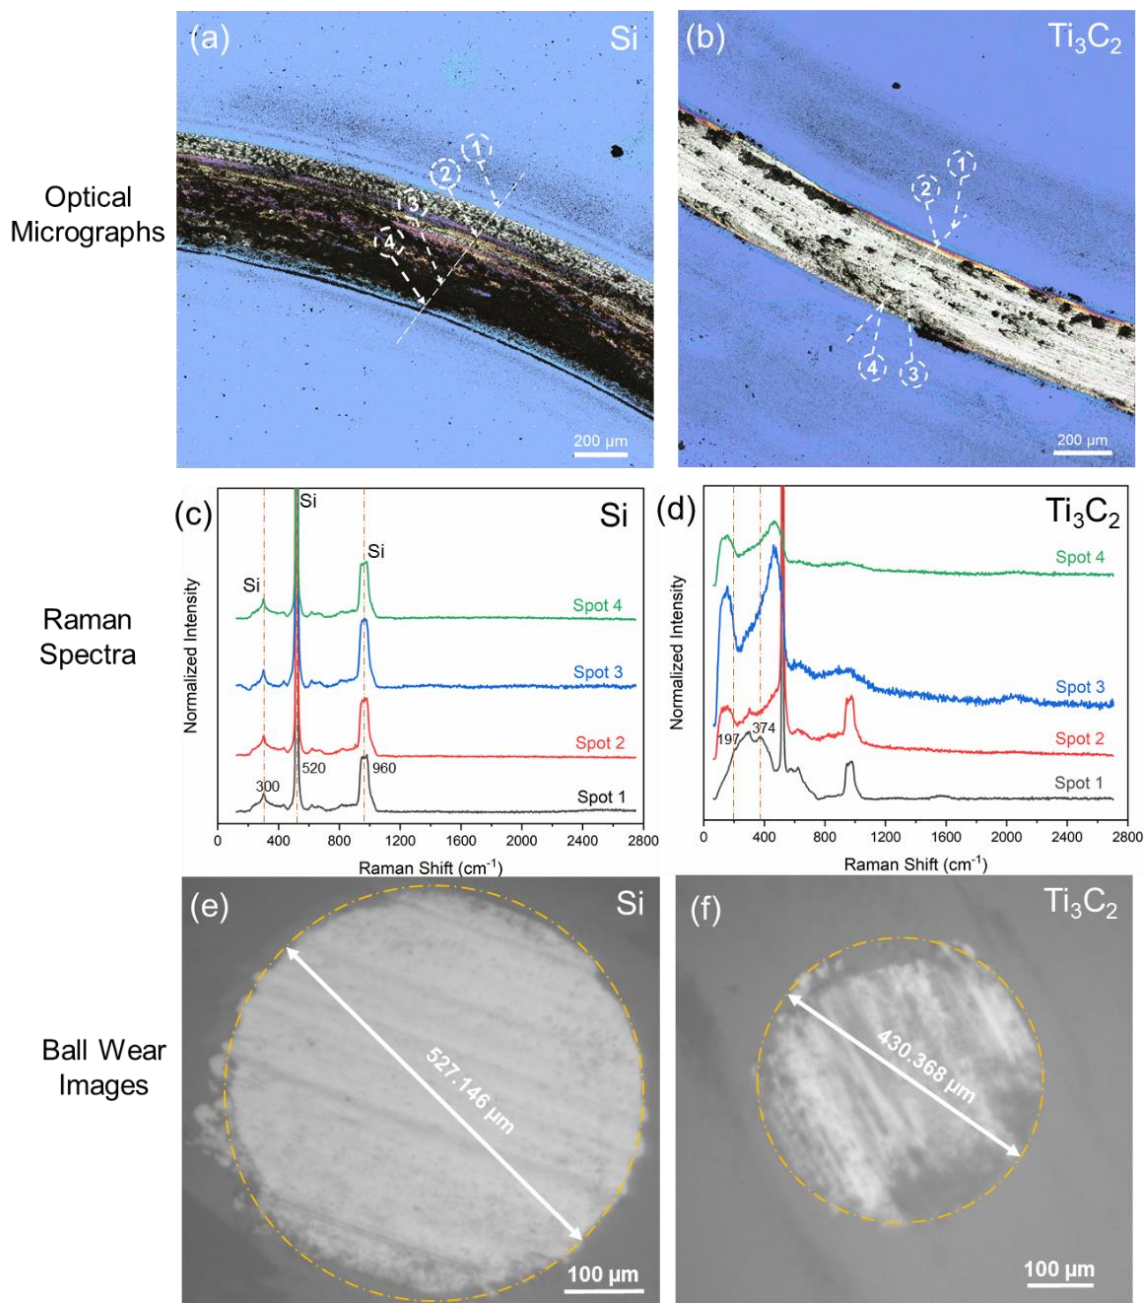 Optical
Micrographs
(a)
Si
1
2
3
4
200 μm
(b)
Ti₃C₂
1
2
4
3
200 μm
Raman
Spectra
(c)
Si
Si
Si
Si
Normalized Intensity
Spot 4
Spot 3
Spot 2
Spot 1
300
520
960
0 400 800 1200 1600 2000 2400 2800
Raman Shift (cm⁻¹)
(d)
Ti₃C₂
Normalized Intensity
Spot 4
Spot 3
Spot 2
Spot 1
197
374
0 400 800 1200 1600 2000 2400 2800
Raman Shift (cm⁻¹)
Ball Wear
Images
(e)
Si
527.146 μm
100 μm
(f)
Ti₃C₂
430.368 μm
100 μm